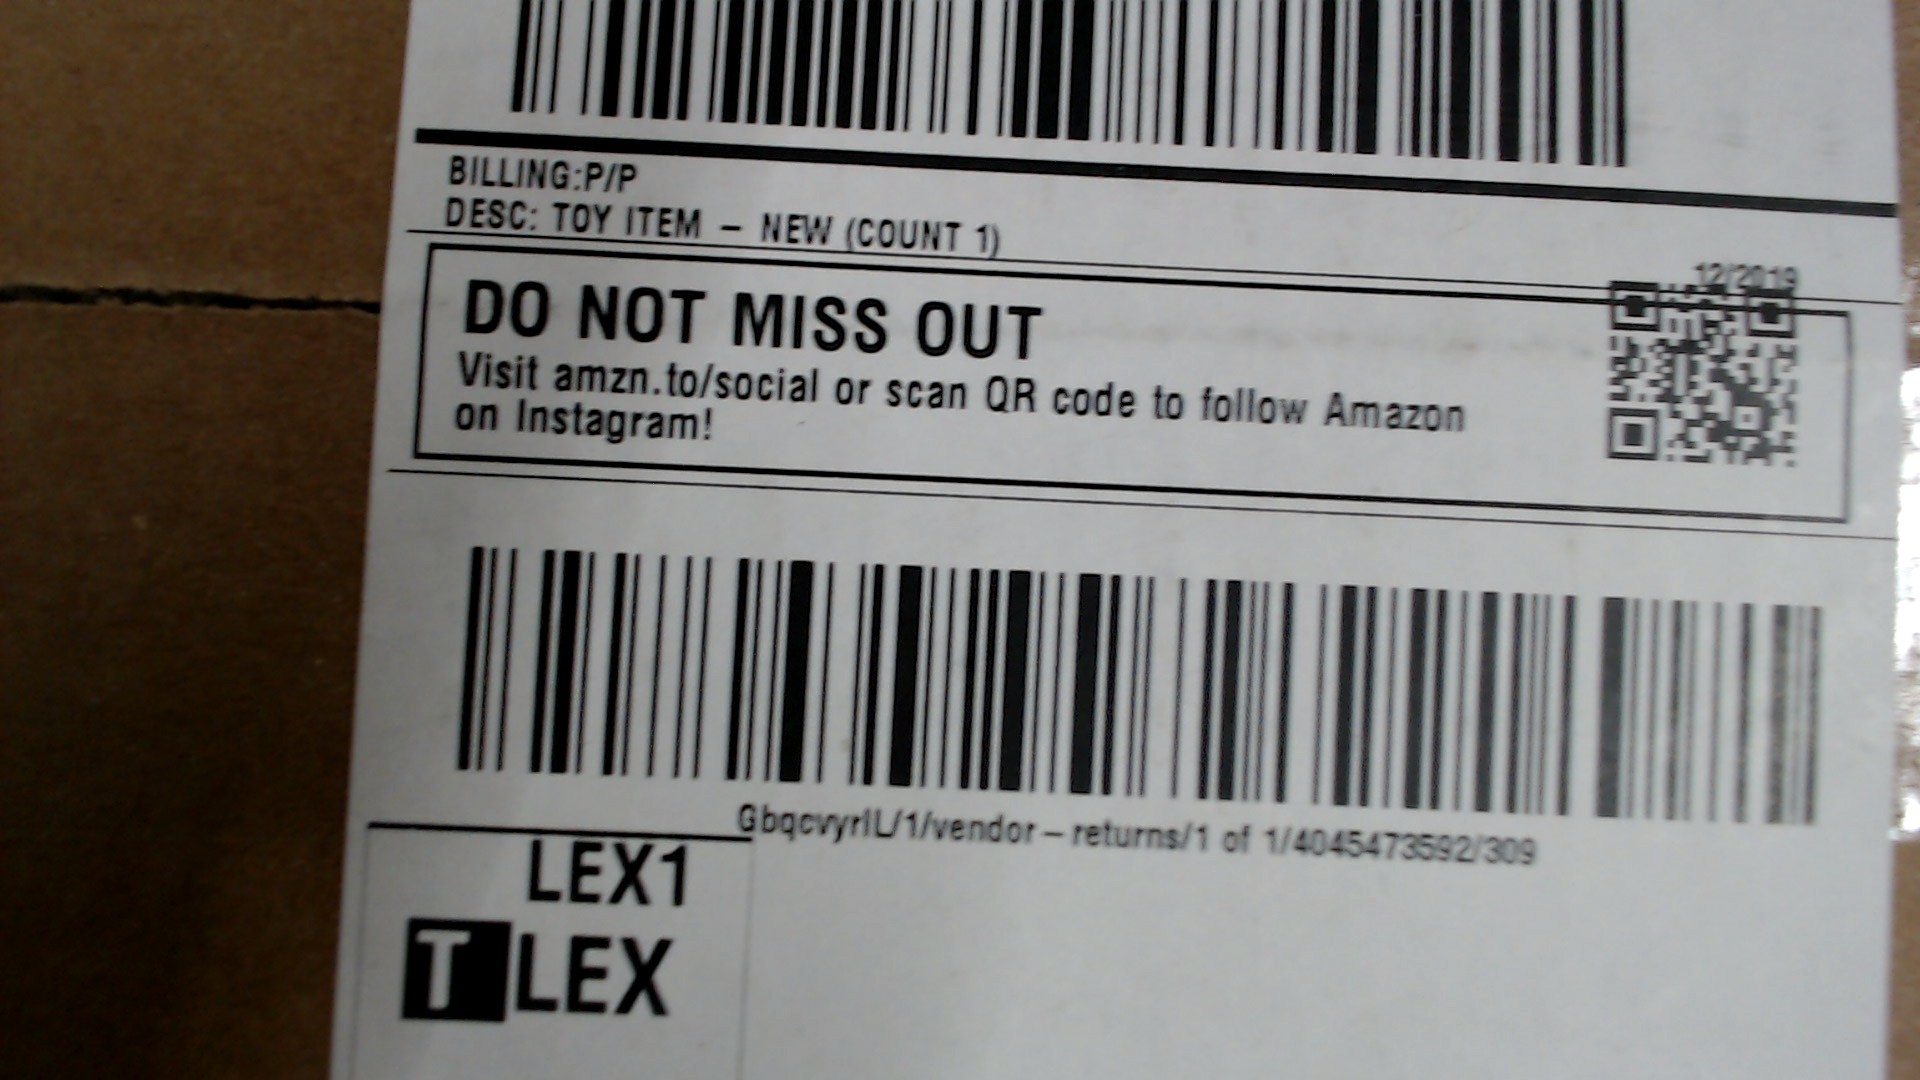 BILLING:P/P
DESC: TOY ITEM – NEW (COUNT 1)
12/2019
DO NOT MISS OUT
Visit amzn.to/social or scan QR code to follow Amazon
on Instagram!
GbqcvyrlL/1/vendor–returns/1 of 1/4045473592/309
LEX1
T LEX